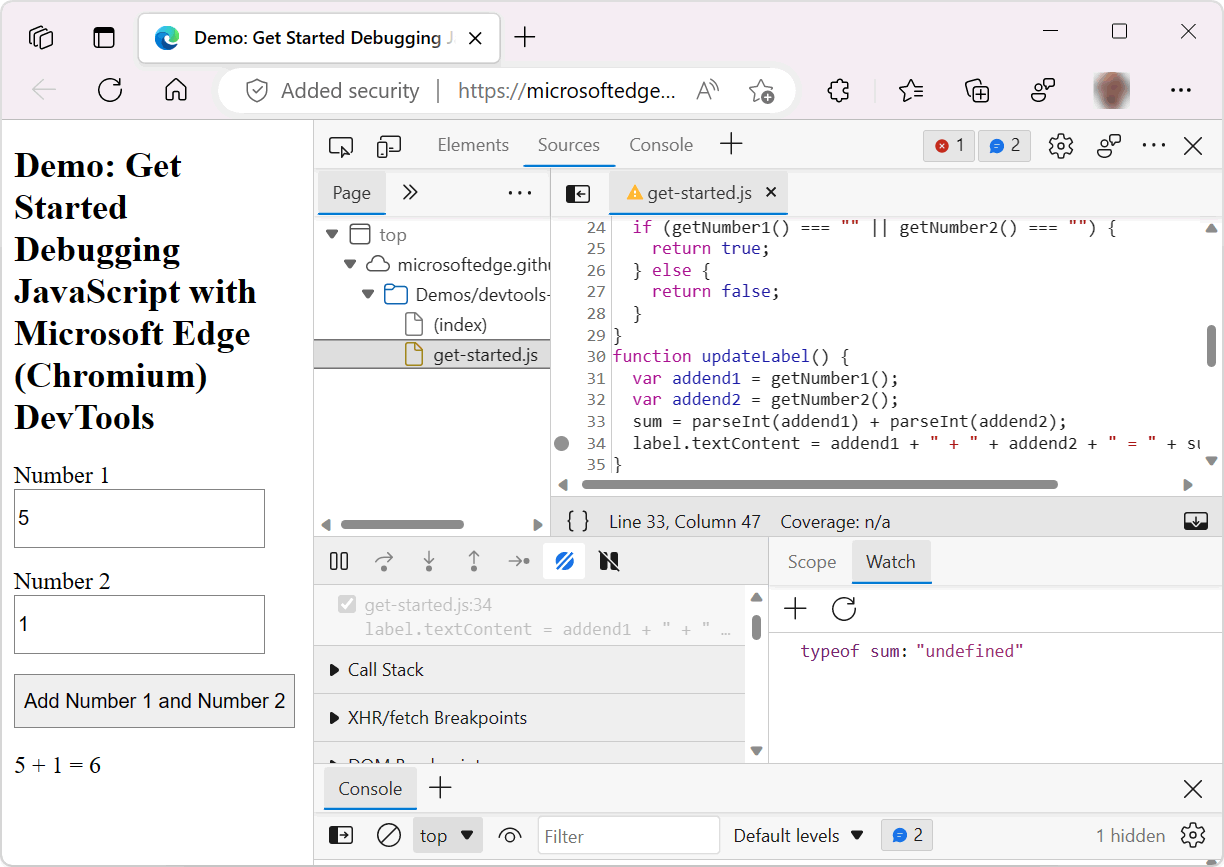 Demo: Get Started Debugging J
Added security
https://microsoftedge...
Demo: Get
Started
Debugging
JavaScript with
Microsoft Edge
(Chromium)
DevTools
Number 1
5
Number 2
1
Add Number 1 and Number 2
5 + 1 = 6
Elements Sources Console 1 2
Page
top
microsoftedge.githu
Demos/devtools-
(index)
get-started.js
get-started.js
24 if (getNumber1() === "" || getNumber2() === "") {
25 return true;
26 } else {
27 return false;
28 }
29 }
30 function updateLabel() {
31 var addend1 = getNumber1();
32 var addend2 = getNumber2();
33 sum = parseInt(addend1) + parseInt(addend2);
34 label.textContent = addend1 + " + " + addend2 + " = " + su
35 }
{ } Line 33, Column 47 Coverage: n/a
get-started.js:34
label.textContent = addend1 + " + " …
Call Stack
XHR/fetch Breakpoints
DOM Breakpoints
Scope Watch
typeof sum: "undefined"
Console
top Filter Default levels 2 1 hidden